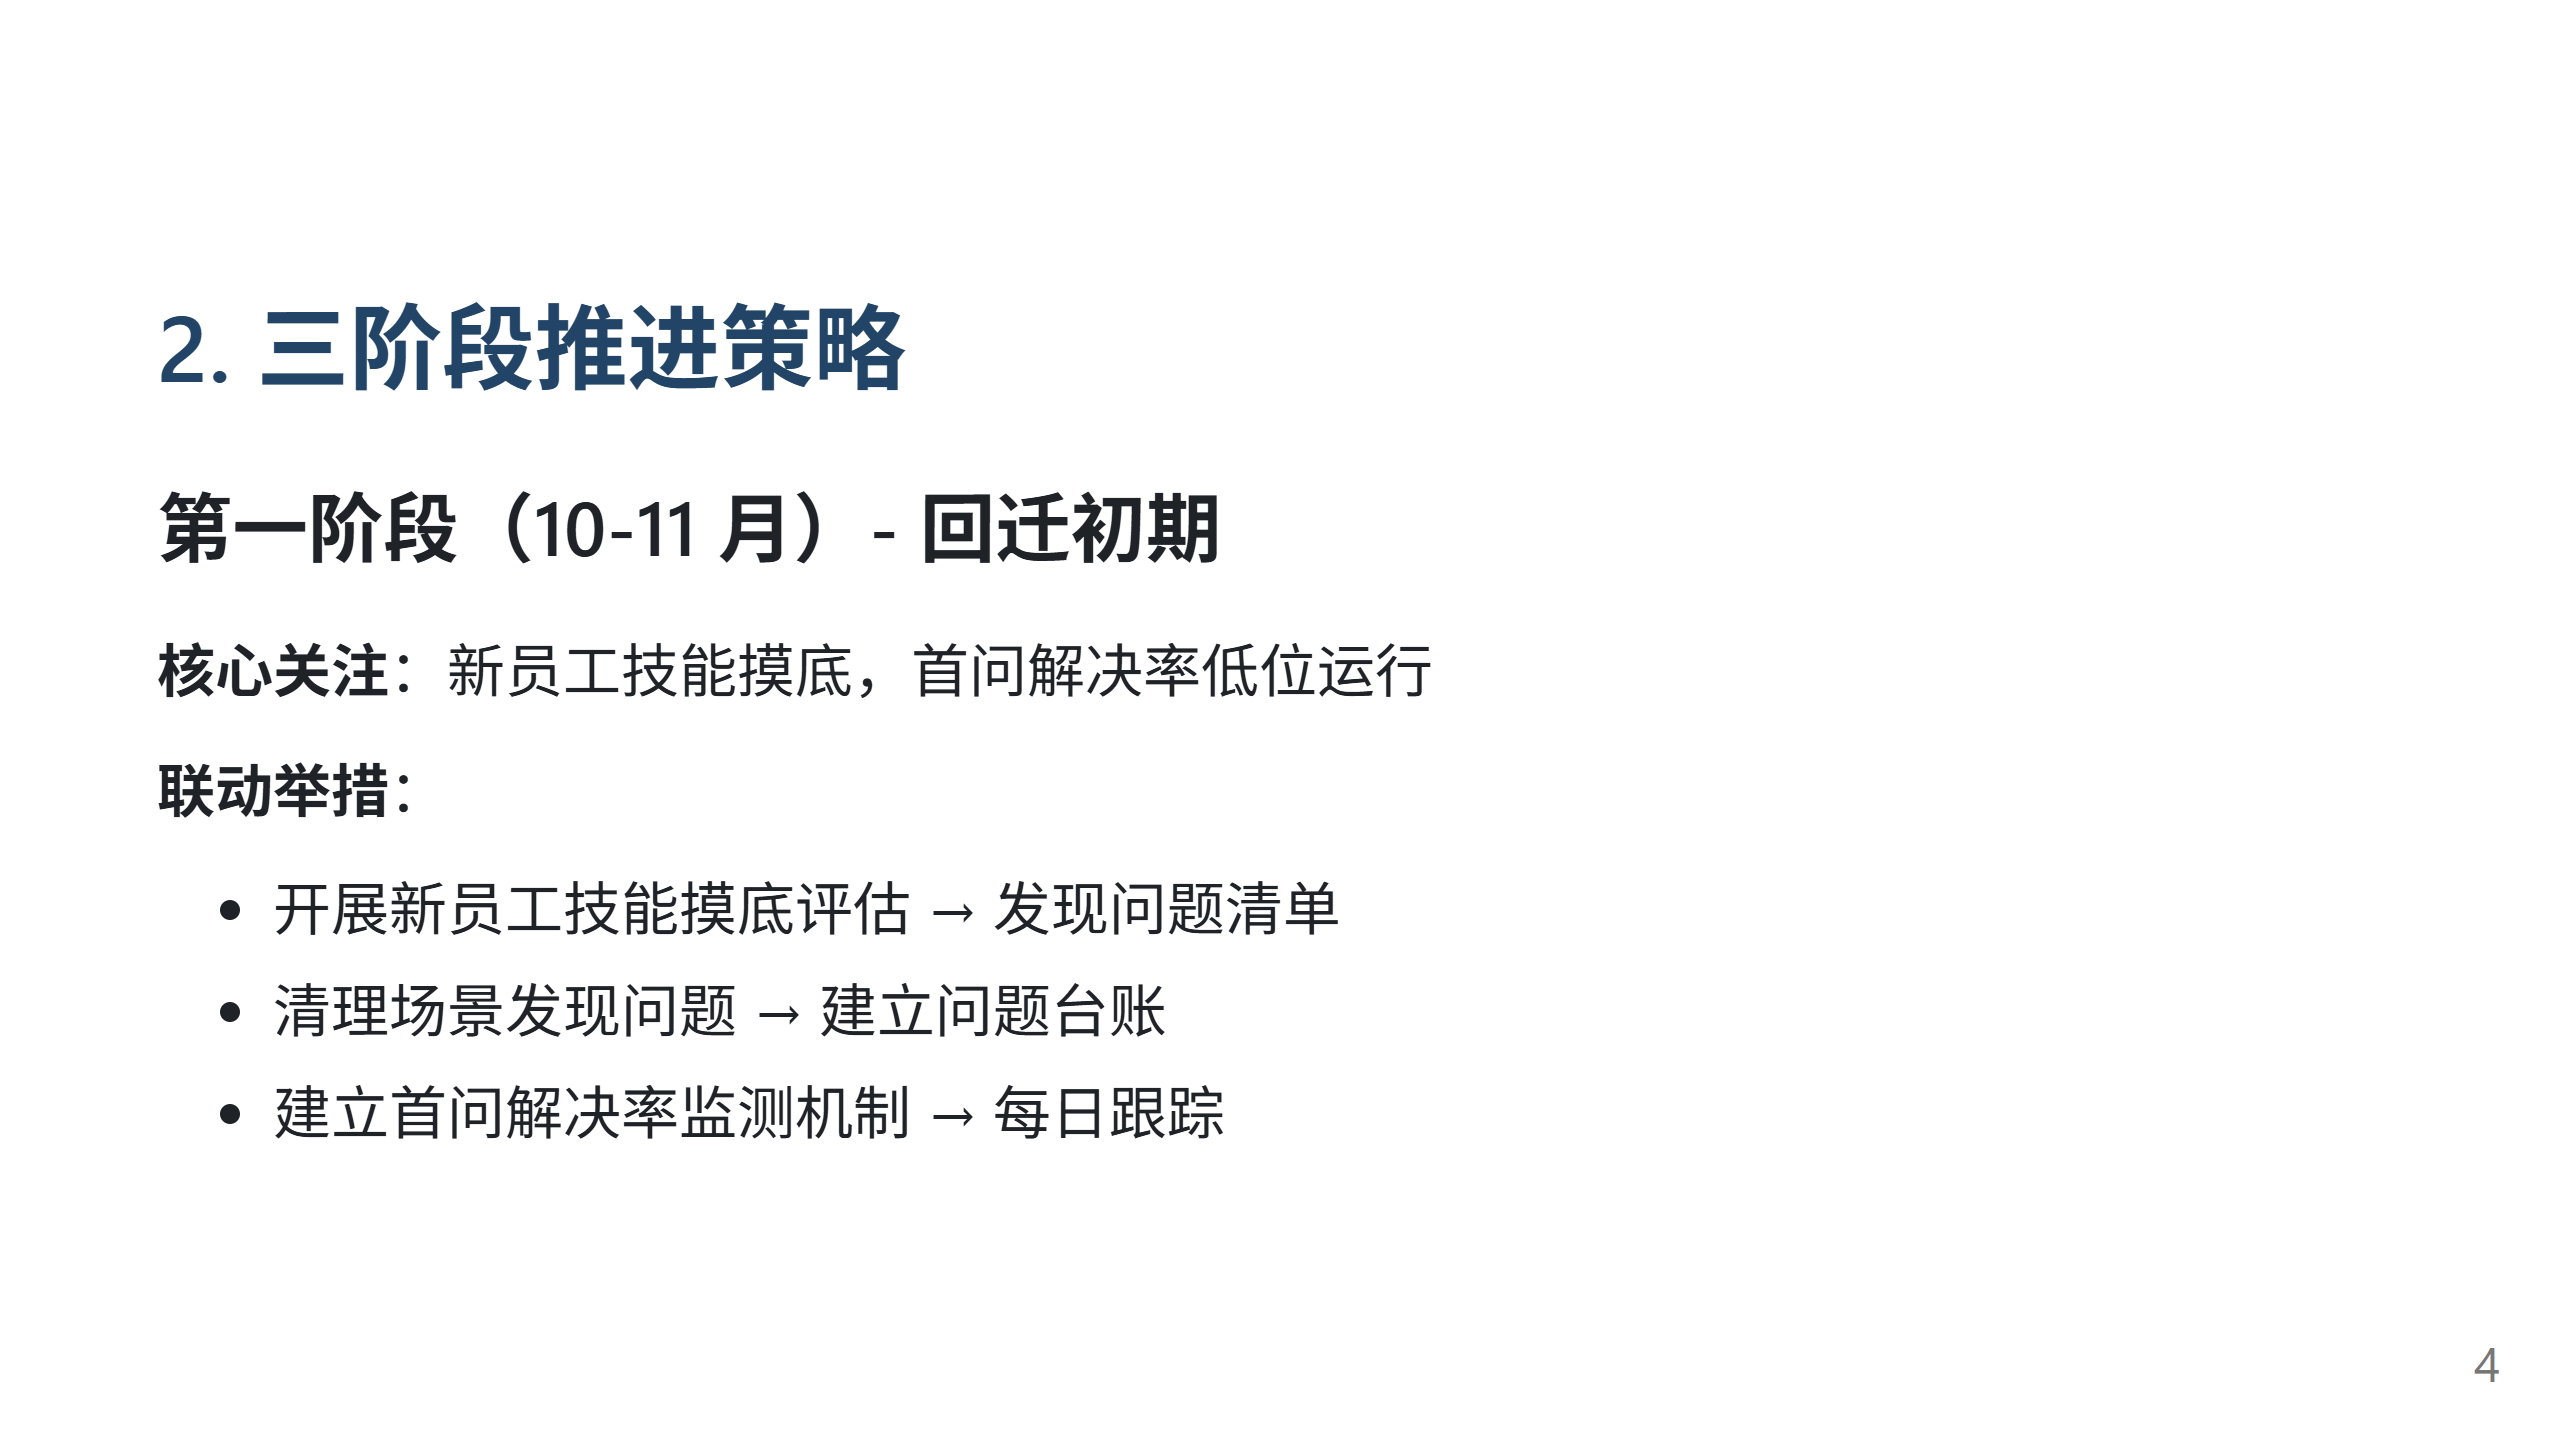 2. 三阶段推进策略
第一阶段（10-11 月）- 回迁初期
核心关注：新员工技能摸底，首问解决率低位运行
联动举措：
• 开展新员工技能摸底评估 → 发现问题清单
• 清理场景发现问题 → 建立问题台账
• 建立首问解决率监测机制 → 每日跟踪
4